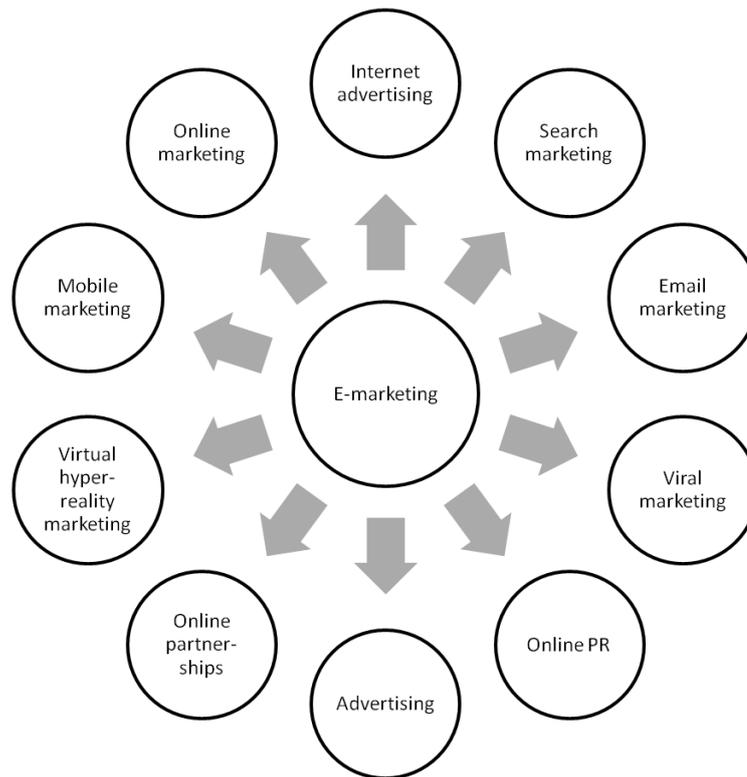 Internet
advertising
Search
marketing
Email
marketing
Viral
marketing
Online PR
Advertising
Online
partner-
ships
Virtual
hyper-
reality
marketing
Mobile
marketing
Online
marketing
E-marketing